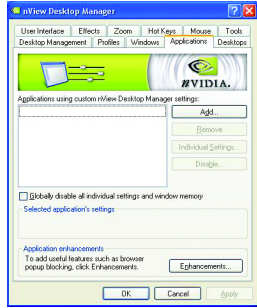 nView Desktop Manager
User Interface Effects Zoom Hot Keys Mouse Tools
Desktop Management Profiles Windows Applications Desktops
NVIDIA.
Applications using custom nView Desktop Manager settings:
Add...
Remove
Individual Settings...
Disable...
Globally disable all individual settings and window memory
Selected application's settings
Application enhancements
To add useful features such as browser
popup blocking, click Enhancements.
Enhancements...
OK Cancel Apply